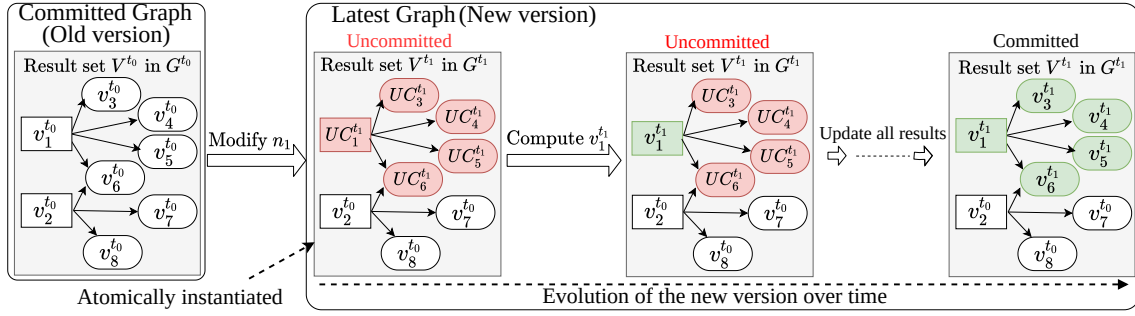 Committed Graph
(Old version)
Result set $V^{t_0}$ in $G^{t_0}$
$v_3^{t_0}$
$v_4^{t_0}$
$v_1^{t_0}$
$v_5^{t_0}$
$v_6^{t_0}$
$v_2^{t_0}$
$v_7^{t_0}$
$v_8^{t_0}$
Modify $n_1$
Atomically instantiated
Latest Graph (New version)
Uncommitted
Result set $V^{t_1}$ in $G^{t_1}$
$UC_3^{t_1}$
$UC_4^{t_1}$
$UC_1^{t_1}$
$UC_5^{t_1}$
$UC_6^{t_1}$
$v_2^{t_0}$
$v_7^{t_0}$
$v_8^{t_0}$
Compute $v_1^{t_1}$
Uncommitted
Result set $V^{t_1}$ in $G^{t_1}$
$UC_3^{t_1}$
$UC_4^{t_1}$
$v_1^{t_1}$
$UC_5^{t_1}$
$UC_6^{t_1}$
$v_2^{t_0}$
$v_7^{t_0}$
$v_8^{t_0}$
Update all results
Committed
Result set $V^{t_1}$ in $G^{t_1}$
$v_3^{t_1}$
$v_4^{t_1}$
$v_1^{t_1}$
$v_5^{t_1}$
$v_6^{t_1}$
$v_2^{t_0}$
$v_7^{t_0}$
$v_8^{t_0}$
Evolution of the new version over time